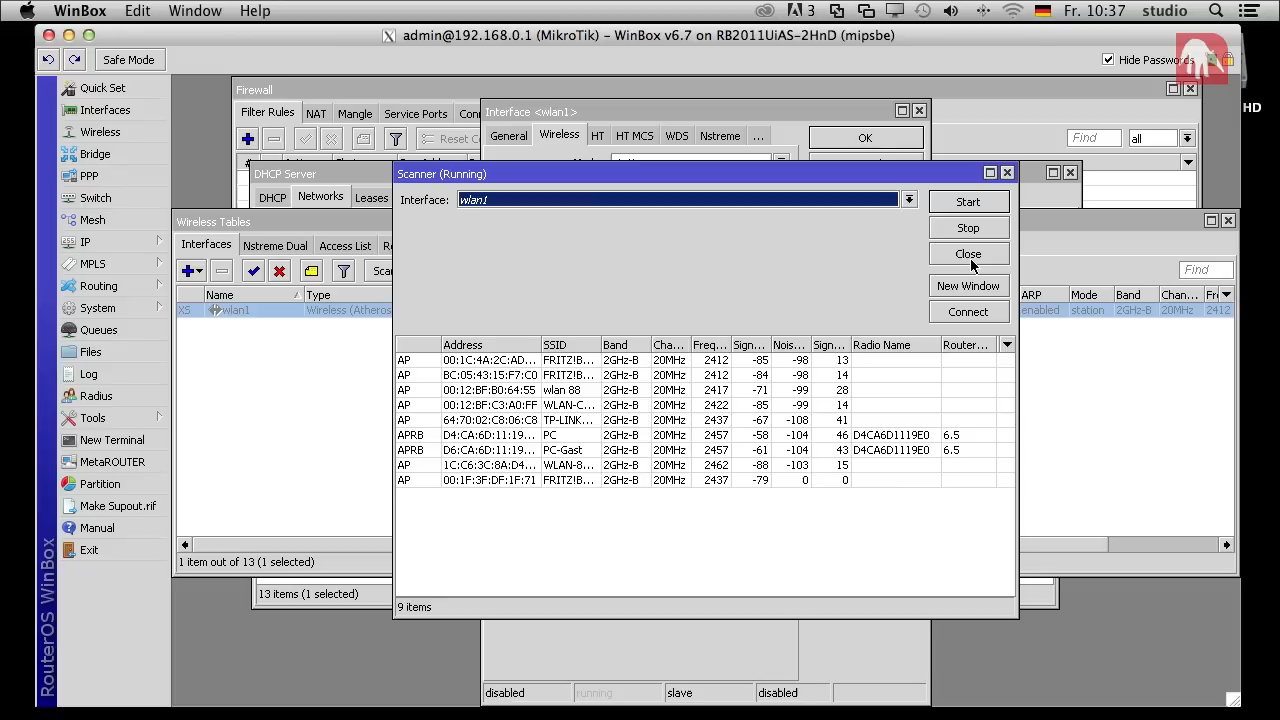 WinBox Edit Window Help 3 Fr. 10:37 studio
admin@192.168.0.1 (MikroTik) - WinBox v6.7 on RB2011UiAS-2HnD (mipsbe)
Safe Mode Hide Passwords
HD
RouterOS WinBox
Quick Set
Interfaces
Wireless
Bridge
PPP
Switch
Mesh
IP
MPLS
Routing
System
Queues
Files
Log
Radius
Tools
New Terminal
MetaROUTER
Partition
Make Supout.rif
Manual
Exit
Firewall
Filter Rules NAT Mangle Service Ports
Reset
Find all
Interface <wlan1>
General Wireless HT HT MCS WDS Nstreme ...
OK
DHCP Server
DHCP Networks Leases
Wireless Tables
Interfaces Nstreme Dual Access List
Find
Name Type ARP Mode Band Chan...
XS wlan1 Wireless (Atheros enabled station 2GHz-B 20MHz 2412
1 item out of 13 (1 selected)
13 items (1 selected)
Scanner (Running)
Interface: wlan1
Start
Stop
Close
New Window
Connect
Address SSID Band Cha... Freq... Sign... Nois... Sign... Radio Name Router...
AP 00:1C:4A:2C:AD... FRITZ!B... 2GHz-B 20MHz 2412 -85 -98 13
AP BC:05:43:15:F7:C0 FRITZ!B... 2GHz-B 20MHz 2412 -84 -98 14
AP 00:12:BF:B0:64:55 wlan 88 2GHz-B 20MHz 2417 -71 -99 28
AP 00:12:BF:C3:A0:FF WLAN-C... 2GHz-B 20MHz 2422 -85 -99 14
AP 64:70:02:C8:06:C8 TP-LINK... 2GHz-B 20MHz 2437 -67 -108 41
APRB D4:CA:6D:11:19... PC 2GHz-B 20MHz 2457 -58 -104 46 D4CA6D1119E0 6.5
APRB D6:CA:6D:11:19... PC-Gast 2GHz-B 20MHz 2457 -61 -104 43 D4CA6D1119E0 6.5
AP 1C:C6:3C:8A:D4... WLAN-8... 2GHz-B 20MHz 2462 -88 -103 15
AP 00:1F:3F:DF:1F:71 FRITZ!B... 2GHz-B 20MHz 2437 -79 0 0
9 items
disabled running slave disabled